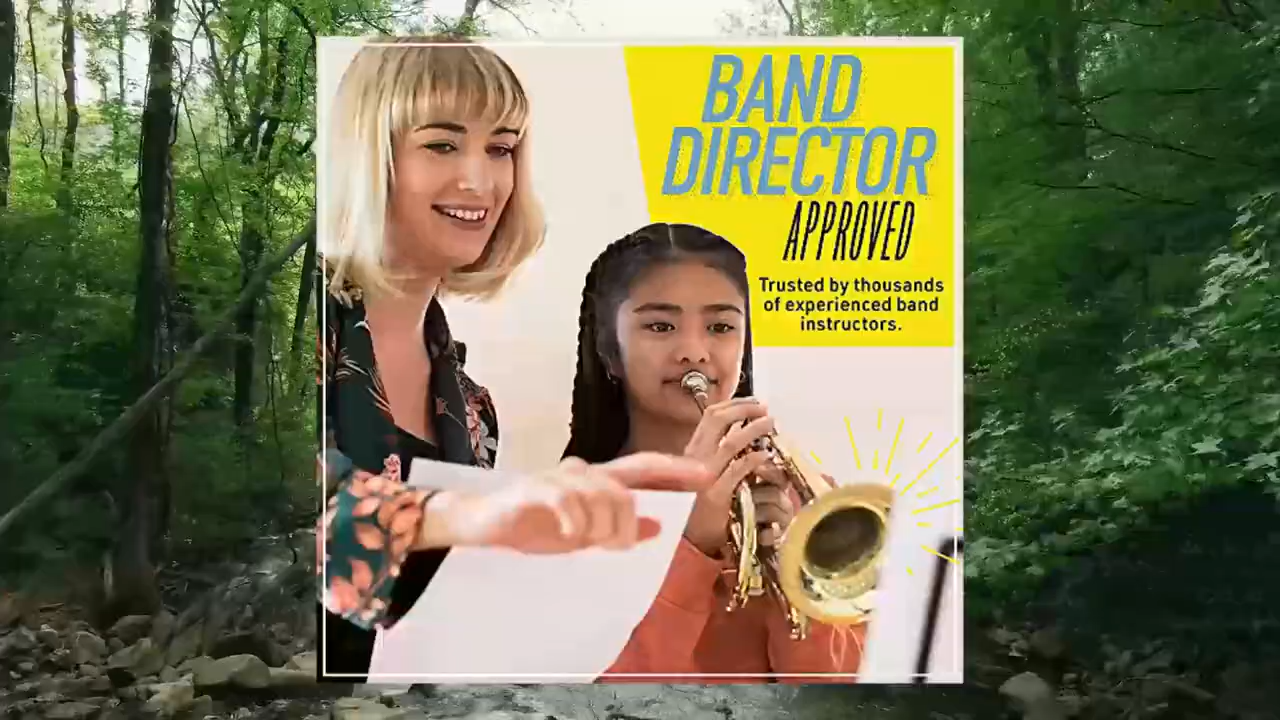 BAND
DIRECTOR
APPROVED
Trusted by thousands
of experienced band
instructors.